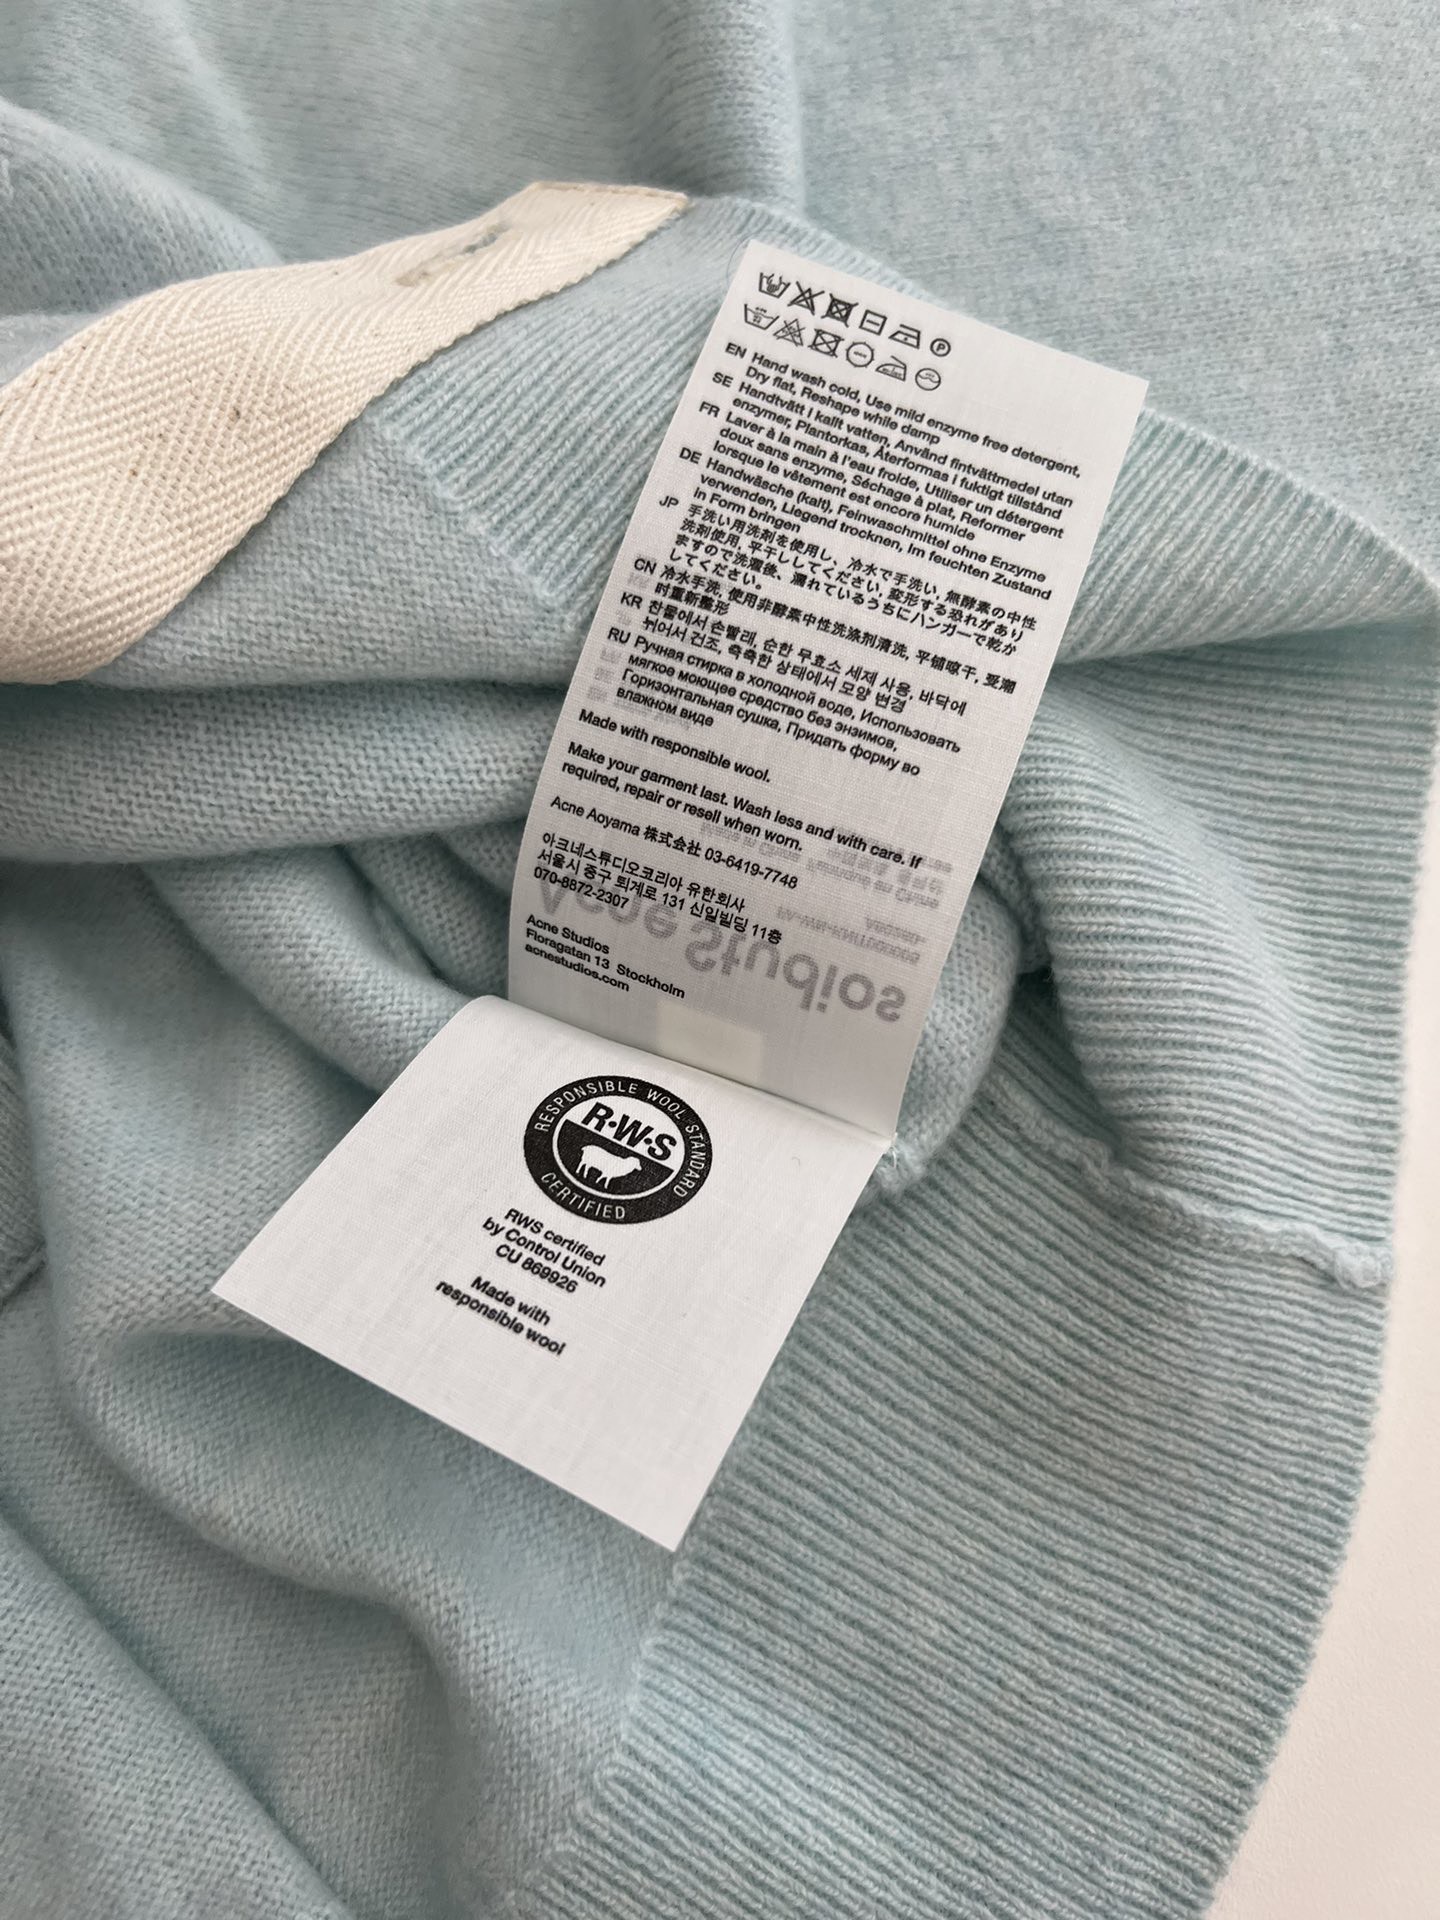 EN Hand wash cold, Use mild enzyme free detergent,
Dry flat, Reshape while damp
SE Handtvätt i kallt vatten, Använd fintvättmedel utan
enzymer, Plantorkas, Återformas i fuktigt tillstånd
FR Laver à la main à l'eau froide, Utiliser un détergent
doux sans enzyme, Séchage à plat, Reformer
lorsque le vêtement est encore humide
DE Handwäsche (kalt), Feinwaschmittel ohne Enzyme
verwenden, Liegend trocknen, Im feuchten Zustand
in Form bringen
JP 手洗い用洗剤を使用し、冷水で手洗い, 無酵素の中性
洗剤使用, 平干ししてください, 変形する恐れがあり
ますので洗濯後、濡れているうちにハンガーで乾か
してください。
CN 冷水手洗, 使用非酵素中性洗涤剂清洗, 平铺晾干, 受潮
时重新整形
KR 찬물에서 손빨래, 순한 무효소 세제 사용, 바닥에
뉘어서 건조, 축축한 상태에서 모양 변경
RU Ручная стирка в холодной воде, Использовать
мягкое моющее средство без энзимов,
Горизонтальная сушка, Придать форму во
влажном виде
Made with responsible wool.
Make your garment last. Wash less and with care. If
required, repair or resell when worn.
Acne Aoyama 株式会社 03-6419-7748
아크네스튜디오코리아 유한회사
서울시 중구 퇴계로 131 신일빌딩 11층
070-8872-2307
Acne Studios
Floragatan 13 Stockholm
acnestudios.com
Acne Studios
RESPONSIBLE WOOL STANDARD
R·W·S
CERTIFIED
RWS certified
by Control Union
CU 869926
Made with
responsible wool